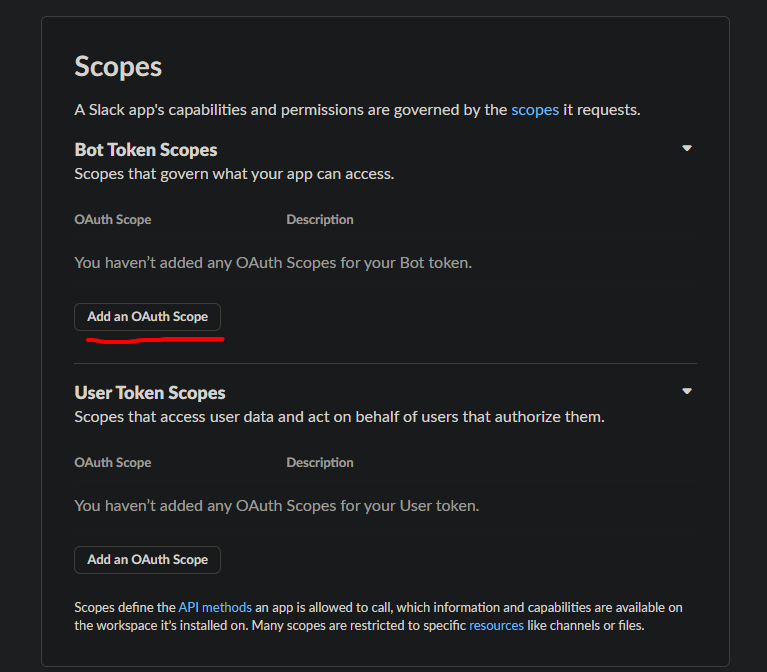 Scopes
A Slack app's capabilities and permissions are governed by the scopes it requests.
Bot Token Scopes
Scopes that govern what your app can access.
OAuth Scope Description
You haven’t added any OAuth Scopes for your Bot token.
Add an OAuth Scope
User Token Scopes
Scopes that access user data and act on behalf of users that authorize them.
OAuth Scope Description
You haven’t added any OAuth Scopes for your User token.
Add an OAuth Scope
Scopes define the API methods an app is allowed to call, which information and capabilities are available on
the workspace it's installed on. Many scopes are restricted to specific resources like channels or files.